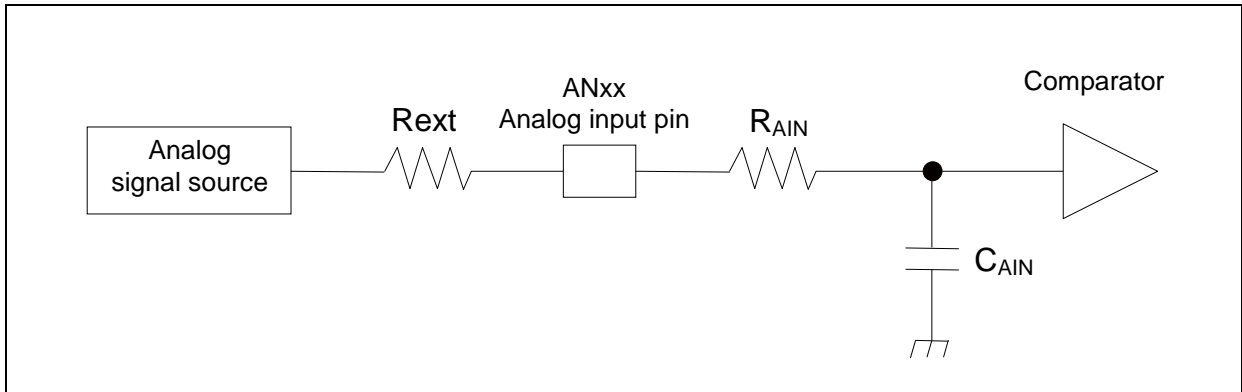 Analog
signal source
Rext
ANxx
Analog input pin
RAIN
Comparator
CAIN